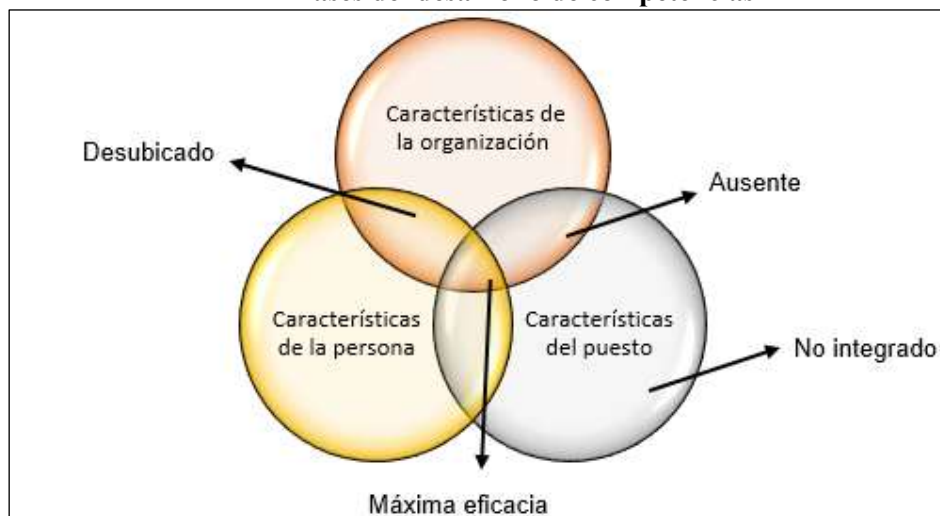 Características de
la organización
Desubicado
Ausente
Características
de la persona
Características
del puesto
No integrado
Máxima eficacia